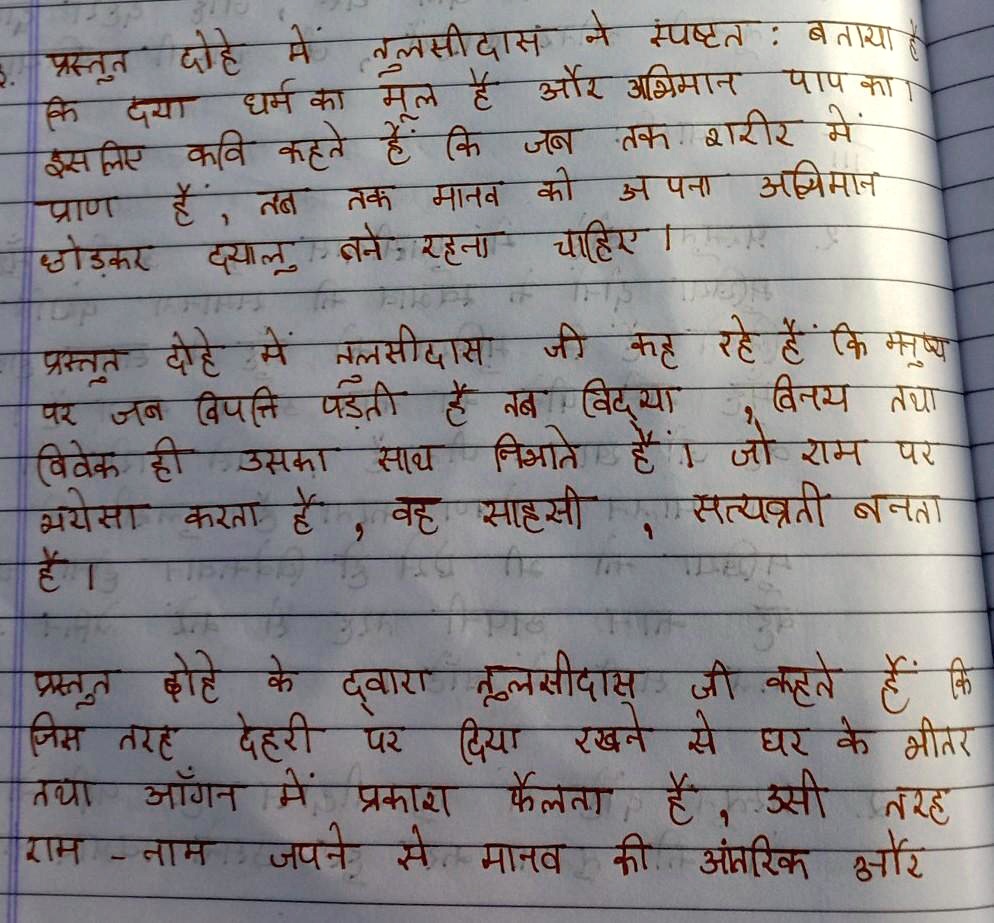 प्रस्तुत दोहे में तुलसीदास ने स्पष्टत : बताया है
कि दया धर्म का मूल है और अभिमान पाप का।
इसलिए कवि कहते हैं कि जब तक शरीर में
प्राण हैं, तब तक मानव को अपना अभिमान
छोड़कर दयालु बने रहना चाहिए।
प्रस्तुत दोहे में तुलसीदास जी कह रहे हैं कि मनुष्य
पर जब विपत्ति पड़ती है तब विद्या, विनय तथा
विवेक ही उसका साथ निभाते हैं। जो राम पर
भरोसा करता है, वह साहसी, सत्यव्रती बनता
है।
प्रस्तुत दोहे के द्वारा तुलसीदास जी कहते हैं कि
जिस तरह देहरी पर दिया रखने से घर के भीतर
तथा आँगन में प्रकाश फैलता है, उसी तरह
राम - नाम जपने से मानव की आंतरिक और